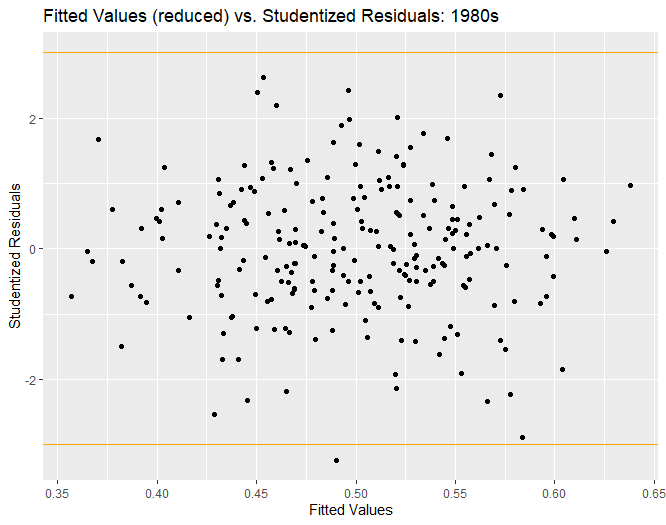 Fitted Values (reduced) vs. Studentized Residuals: 1980s
Studentized Residuals
2
0
-2
0.35 0.40 0.45 0.50 0.55 0.60 0.65
Fitted Values